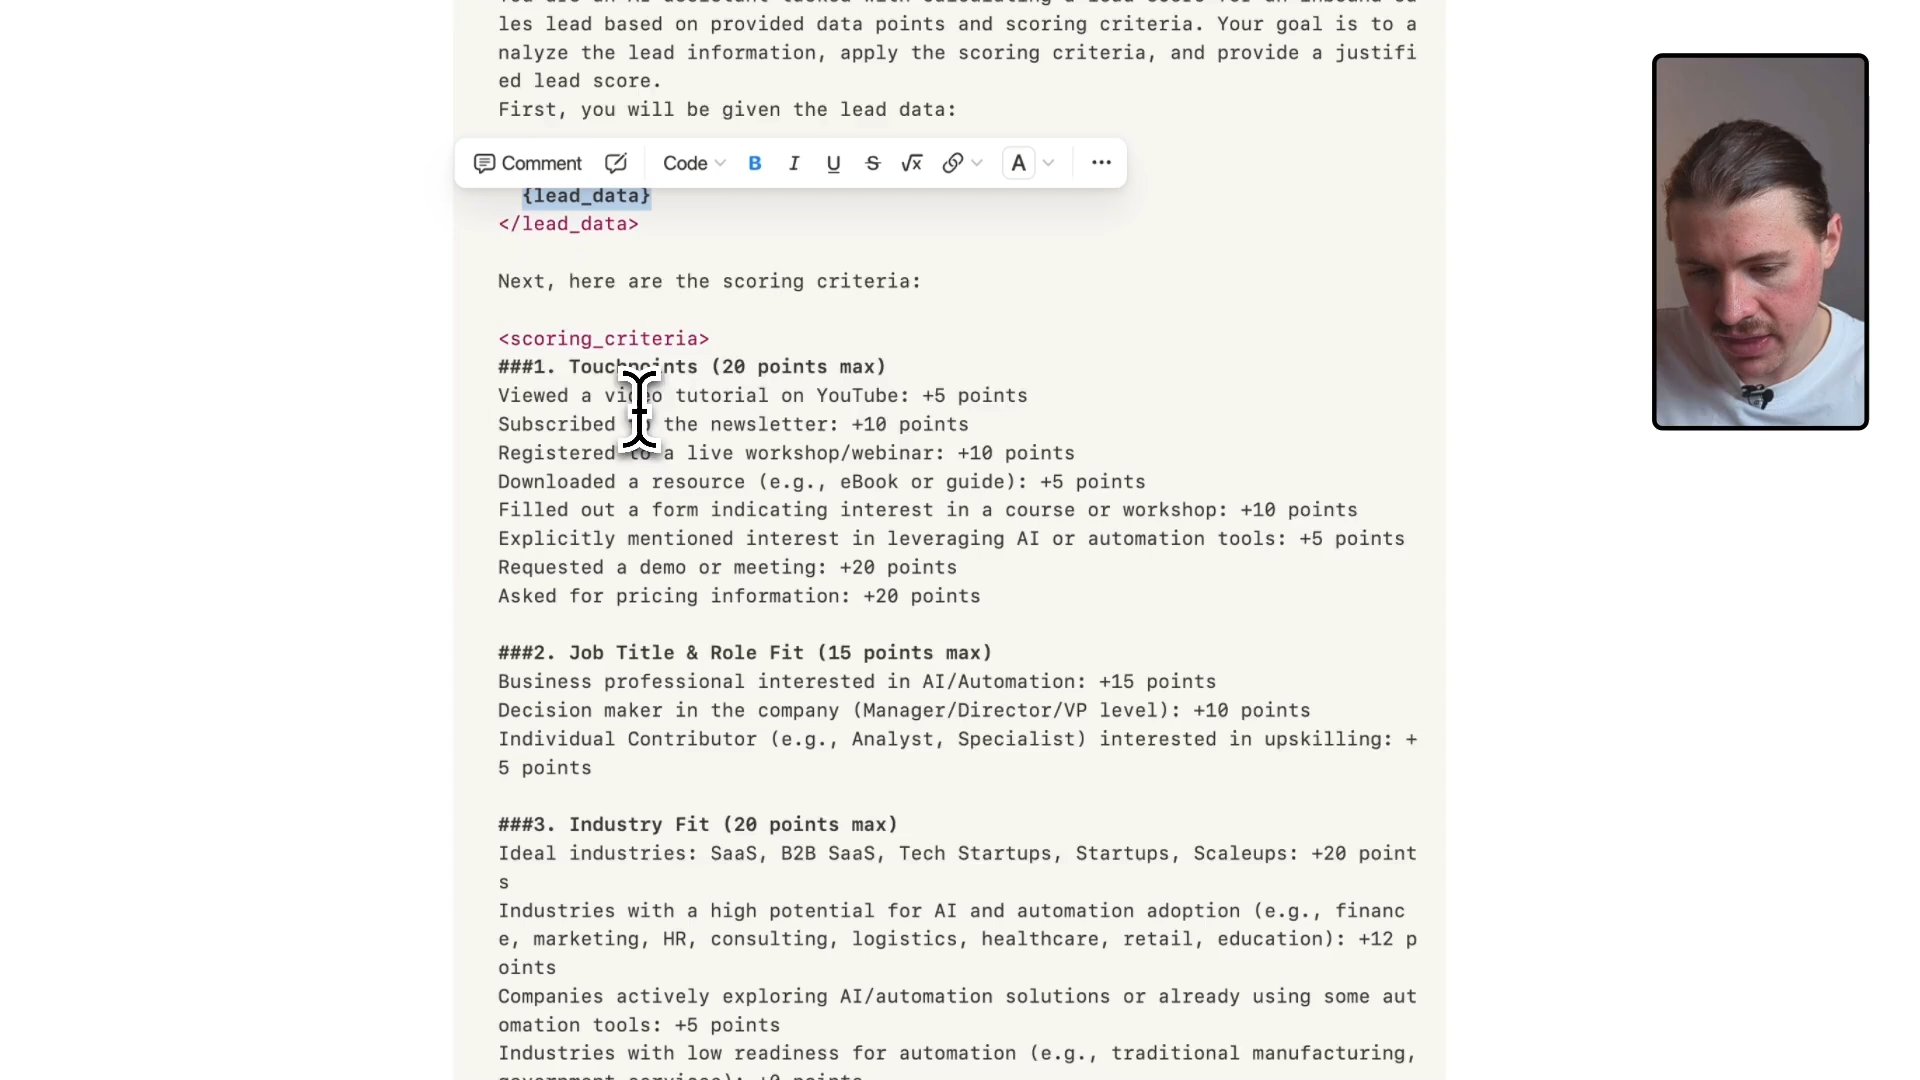 les lead based on provided data points and scoring criteria. Your goal is to a
nalyze the lead information, apply the scoring criteria, and provide a justifi
ed lead score.
First, you will be given the lead data:
Comment Code B I U S √x A
{lead_data}
</lead_data>
Next, here are the scoring criteria:
<scoring_criteria>
###1. Touchpoints (20 points max)
Viewed a video tutorial on YouTube: +5 points
Subscribed to the newsletter: +10 points
Registered to a live workshop/webinar: +10 points
Downloaded a resource (e.g., eBook or guide): +5 points
Filled out a form indicating interest in a course or workshop: +10 points
Explicitly mentioned interest in leveraging AI or automation tools: +5 points
Requested a demo or meeting: +20 points
Asked for pricing information: +20 points
###2. Job Title & Role Fit (15 points max)
Business professional interested in AI/Automation: +15 points
Decision maker in the company (Manager/Director/VP level): +10 points
Individual Contributor (e.g., Analyst, Specialist) interested in upskilling: +
5 points
###3. Industry Fit (20 points max)
Ideal industries: SaaS, B2B SaaS, Tech Startups, Startups, Scaleups: +20 point
s
Industries with a high potential for AI and automation adoption (e.g., financ
e, marketing, HR, consulting, logistics, healthcare, retail, education): +12 p
oints
Companies actively exploring AI/automation solutions or already using some aut
omation tools: +5 points
Industries with low readiness for automation (e.g., traditional manufacturing,